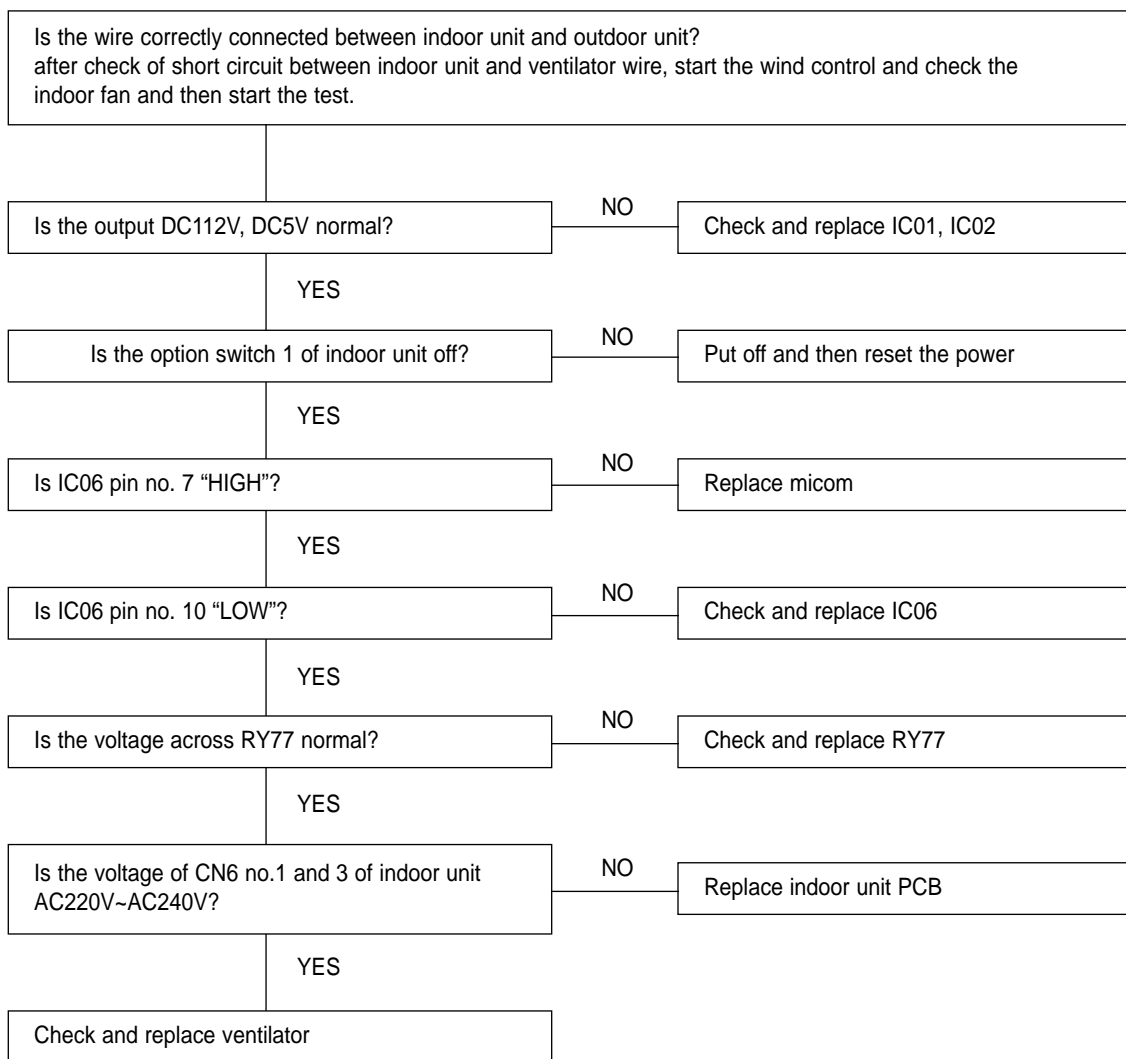 Is the wire correctly connected between indoor unit and outdoor unit?
after check of short circuit between indoor unit and ventilator wire, start the wind control and check the
indoor fan and then start the test.
Is the output DC112V, DC5V normal?
NO
Check and replace IC01, IC02
YES
Is the option switch 1 of indoor unit off?
NO
Put off and then reset the power
YES
Is IC06 pin no. 7 “HIGH”?
NO
Replace micom
YES
Is IC06 pin no. 10 “LOW”?
NO
Check and replace IC06
YES
Is the voltage across RY77 normal?
NO
Check and replace RY77
YES
Is the voltage of CN6 no.1 and 3 of indoor unit
AC220V~AC240V?
NO
Replace indoor unit PCB
YES
Check and replace ventilator